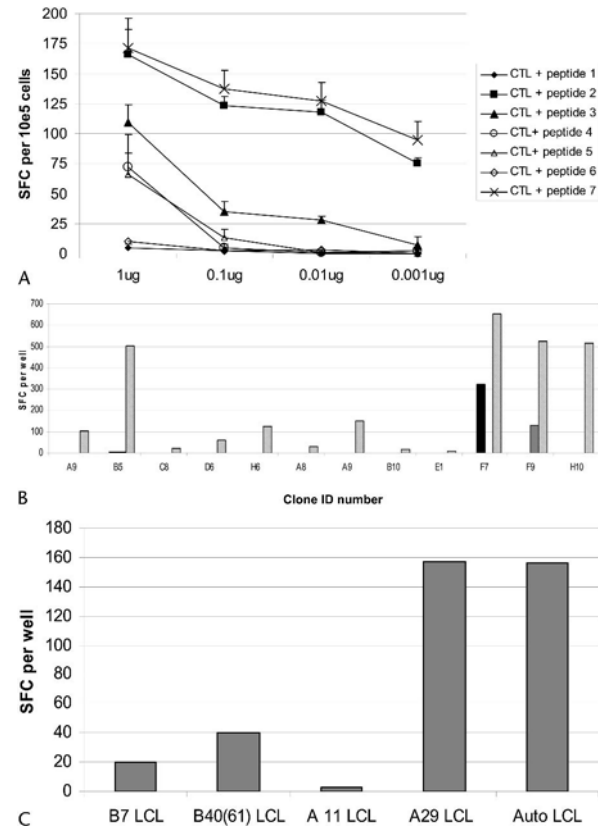 200
175
150
125
100
75
50
25
0
SFC per 10e5 cells
1ug 0.1ug 0.01ug 0.001ug
CTL + peptide 1
CTL + peptide 2
CTL + peptide 3
CTL+ peptide 4
CTL + peptide 5
CTL + peptide 6
CTL + peptide 7
A
700
600
500
400
300
200
100
0
SFC per well
A9 B5 C8 D6 H6 A8 A9 B10 E1 F7 F9 H10
Clone ID number
B
180
160
140
120
100
80
60
40
20
0
SFC per well
B7 LCL B40(61) LCL A 11 LCL A29 LCL Auto LCL
C